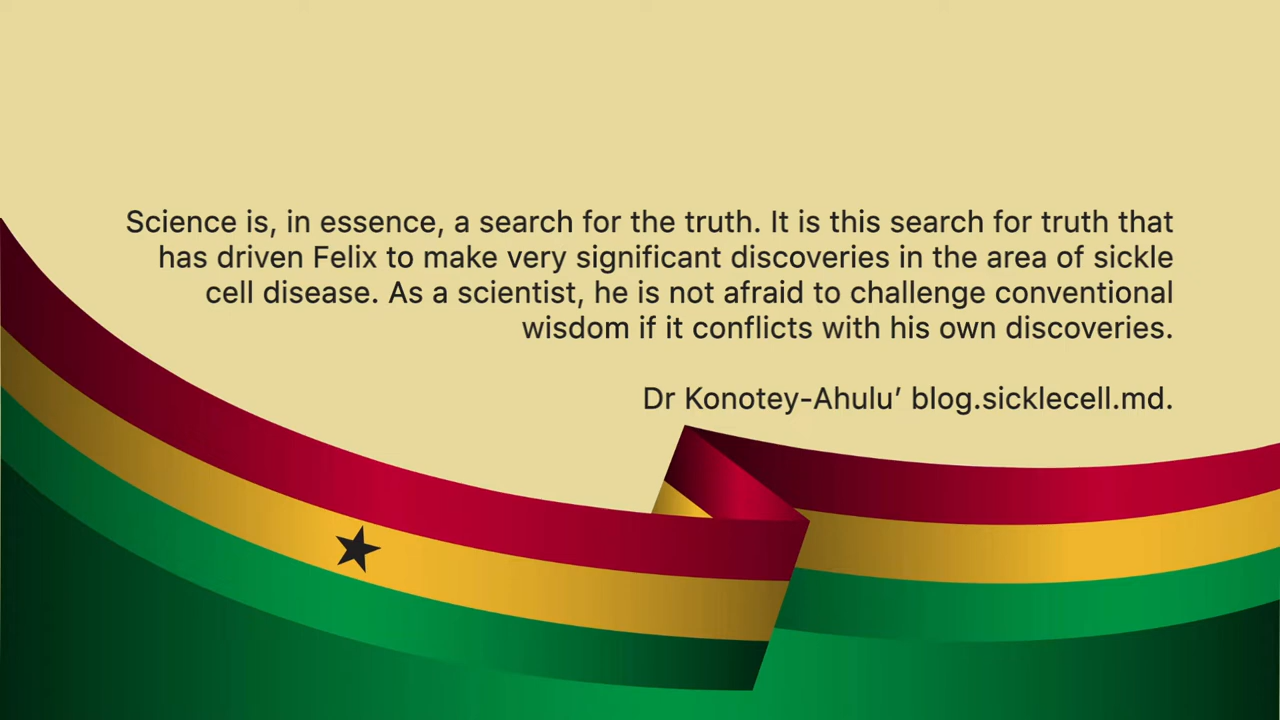 Science is, in essence, a search for the truth. It is this search for truth that
has driven Felix to make very significant discoveries in the area of sickle
cell disease. As a scientist, he is not afraid to challenge conventional
wisdom if it conflicts with his own discoveries.
Dr Konotey-Ahulu’ blog.sicklecell.md.